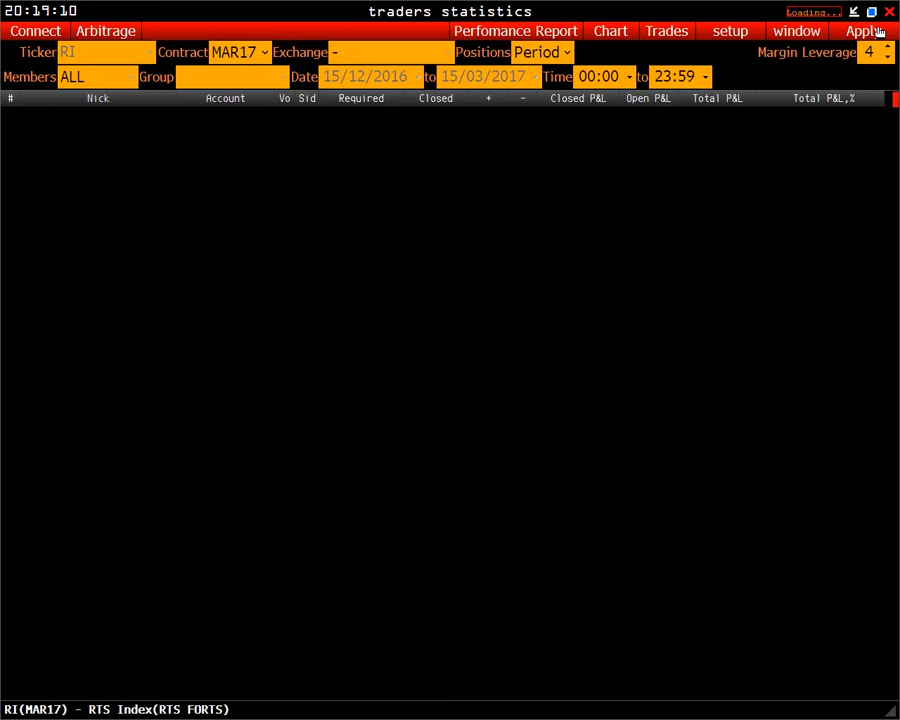 20:19:10 traders statistics Loading...
Connect Arbitrage Perfomance Report Chart Trades setup window Apply
Ticker RI Contract MAR17 Exchange - Positions Period Margin Leverage 4
Members ALL Group Date 15/12/2016 to 15/03/2017 Time 00:00 to 23:59
# Nick Account Vo Sid Required Closed + - Closed P&L Open P&L Total P&L Total P&L,%
RI(MAR17) - RTS Index(RTS FORTS)